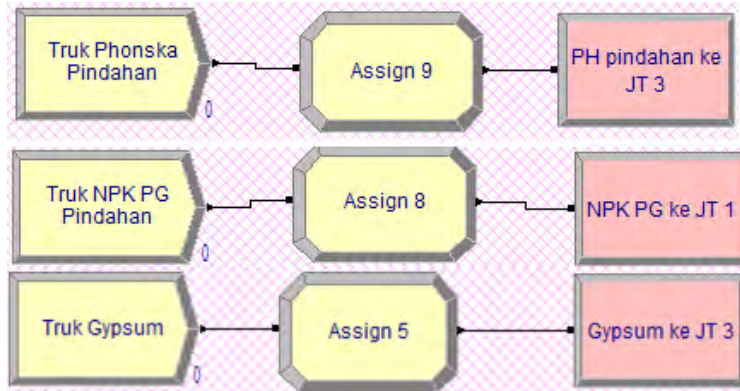 Truk Phonska
Pindahan
0
Assign 9
PH pindahan ke
JT 3
Truk NPK PG
Pindahan
0
Assign 8
NPK PG ke JT 1
Truk Gypsum
0
Assign 5
Gypsum ke JT 3